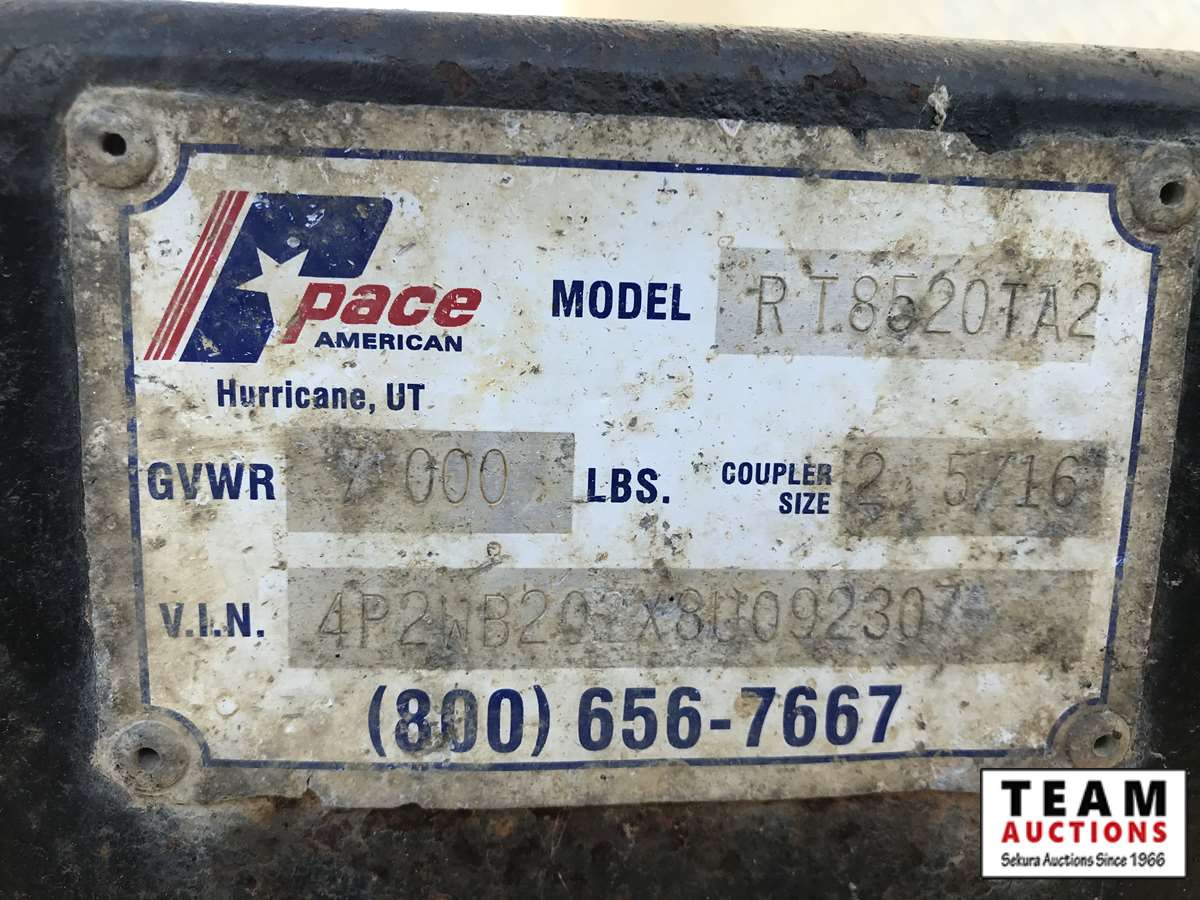 pace
AMERICAN
Hurricane, UT
MODEL RT8520TA2
GVWR 7 000 LBS.
COUPLER SIZE 2 5/16
V.I.N. 4P2WB202X8U092307
(800) 656-7667
TEAM
AUCTIONS
Sekura Auctions Since 1966